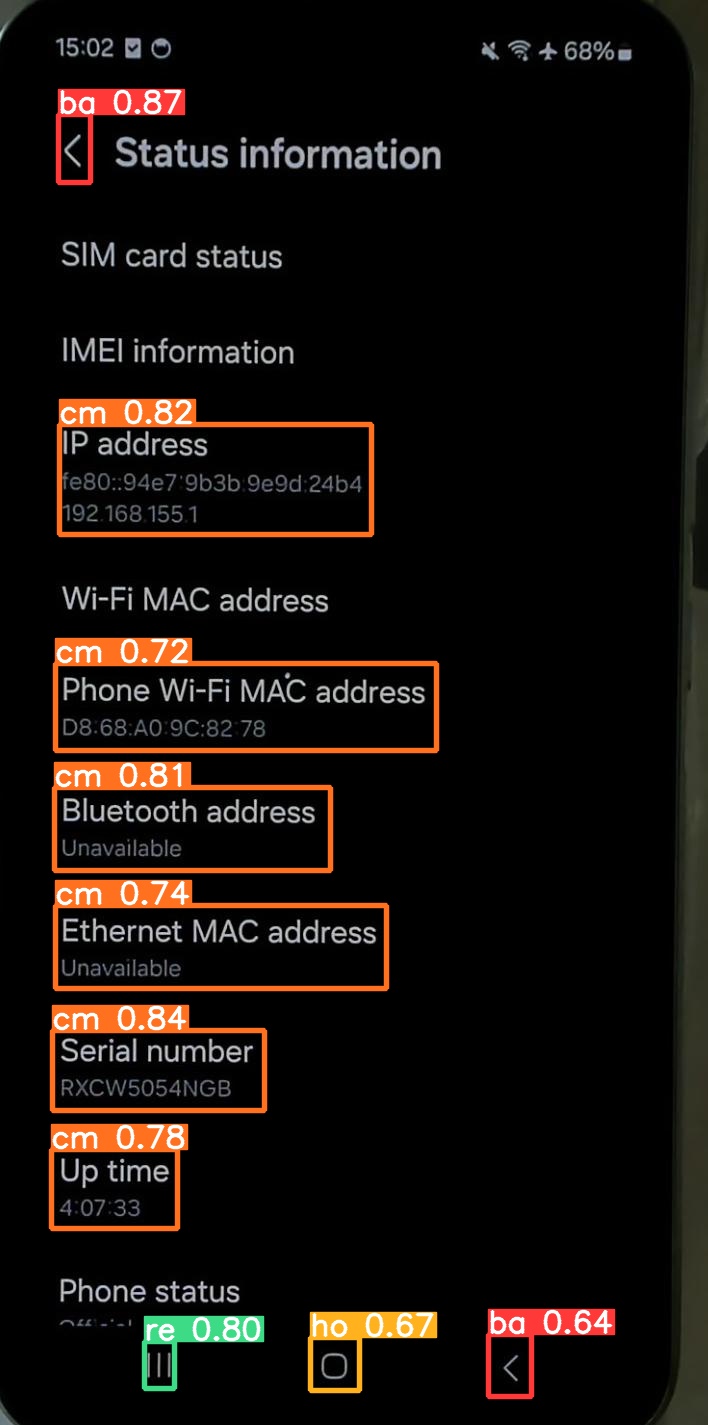 15:02 68%
ba 0.87
Status information
SIM card status
IMEI information
cm 0.82
IP address
fe80::94e7:9b3b:9e9d:24b4
192.168.155.1
Wi-Fi MAC address
cm 0.72
Phone Wi-Fi MAC address
D8:68:A0:9C:82:78
cm 0.81
Bluetooth address
Unavailable
cm 0.74
Ethernet MAC address
Unavailable
cm 0.84
Serial number
RXCW5054NGB
cm 0.78
Up time
4:07:33
Phone status
re 0.80 ho 0.67 ba 0.64